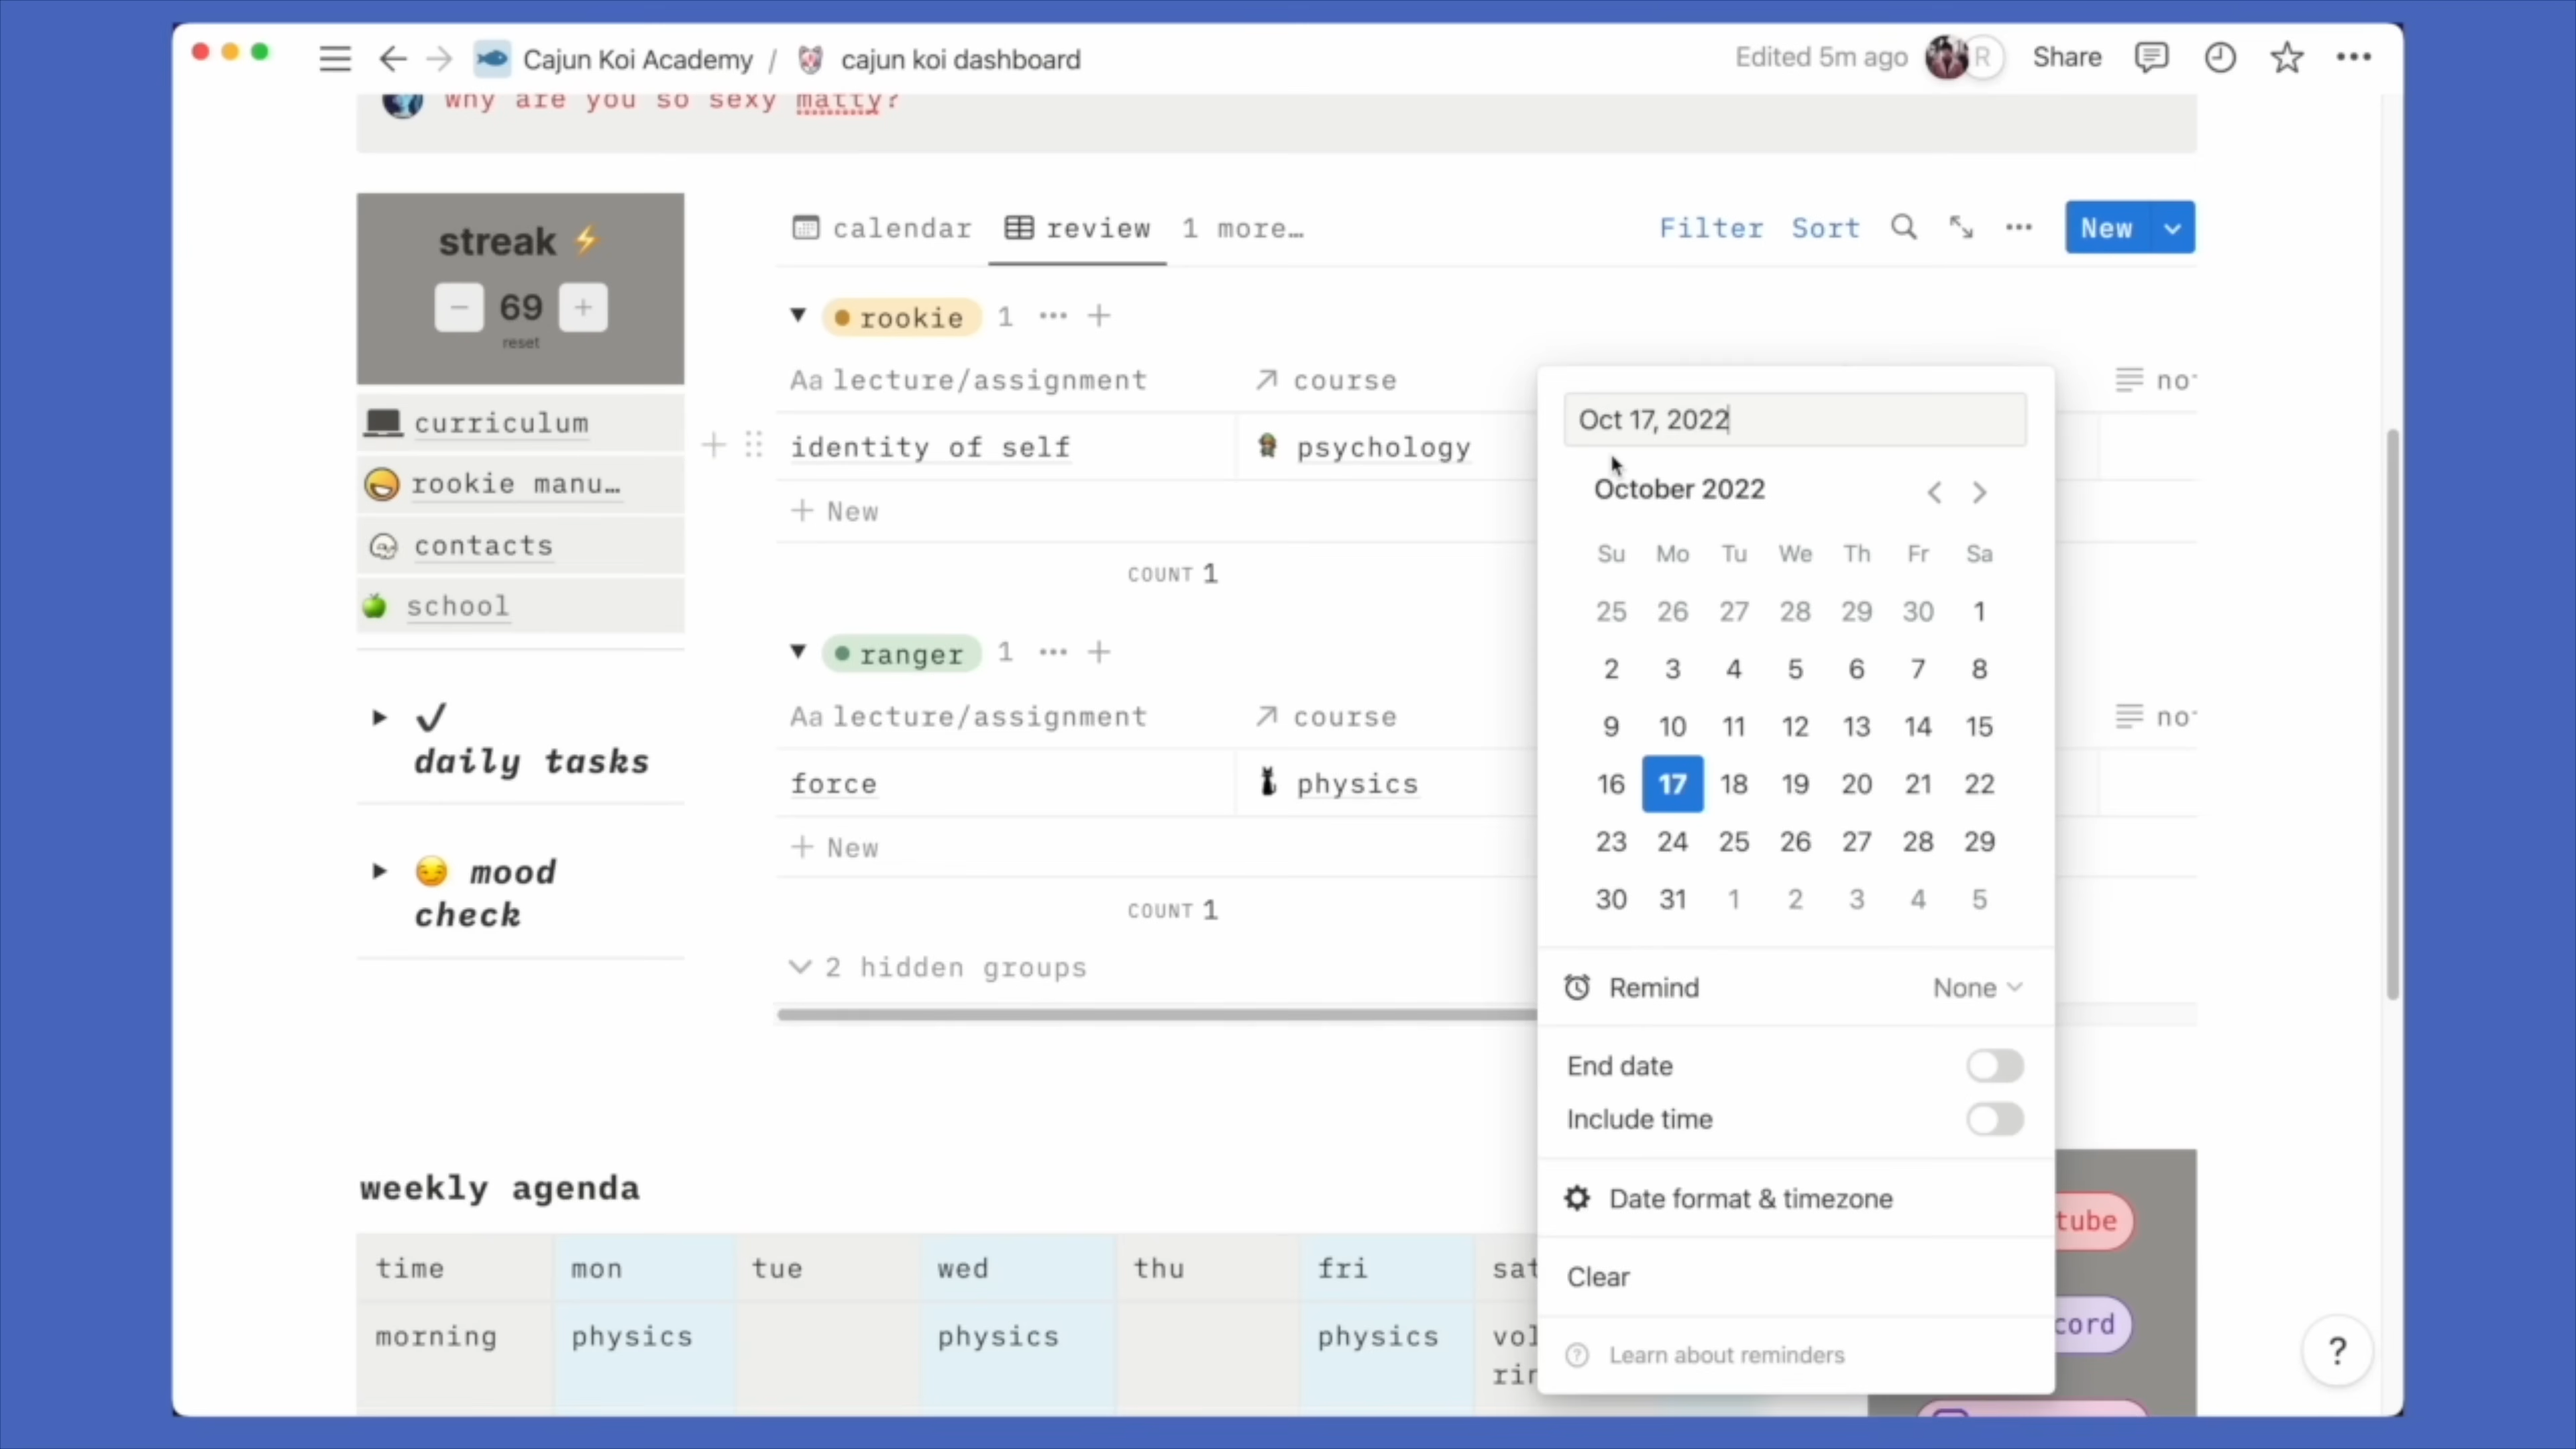 Cajun Koi Academy / cajun koi dashboard
Edited 5m ago R Share
why are you so sexy matty?
streak
− 69 +
reset
curriculum
rookie manu…
contacts
school
daily tasks
mood
check
calendar review 1 more…
Filter Sort New
rookie 1
Aa lecture/assignment course
identity of self psychology
+ New
COUNT 1
ranger 1
Aa lecture/assignment course
force physics
+ New
COUNT 1
2 hidden groups
Oct 17, 2022
October 2022
Su Mo Tu We Th Fr Sa
25 26 27 28 29 30 1
2 3 4 5 6 7 8
9 10 11 12 13 14 15
16 17 18 19 20 21 22
23 24 25 26 27 28 29
30 31 1 2 3 4 5
Remind None
End date
Include time
Date format & timezone
Clear
Learn about reminders
weekly agenda
time mon tue wed thu fri sat
morning physics physics physics
?